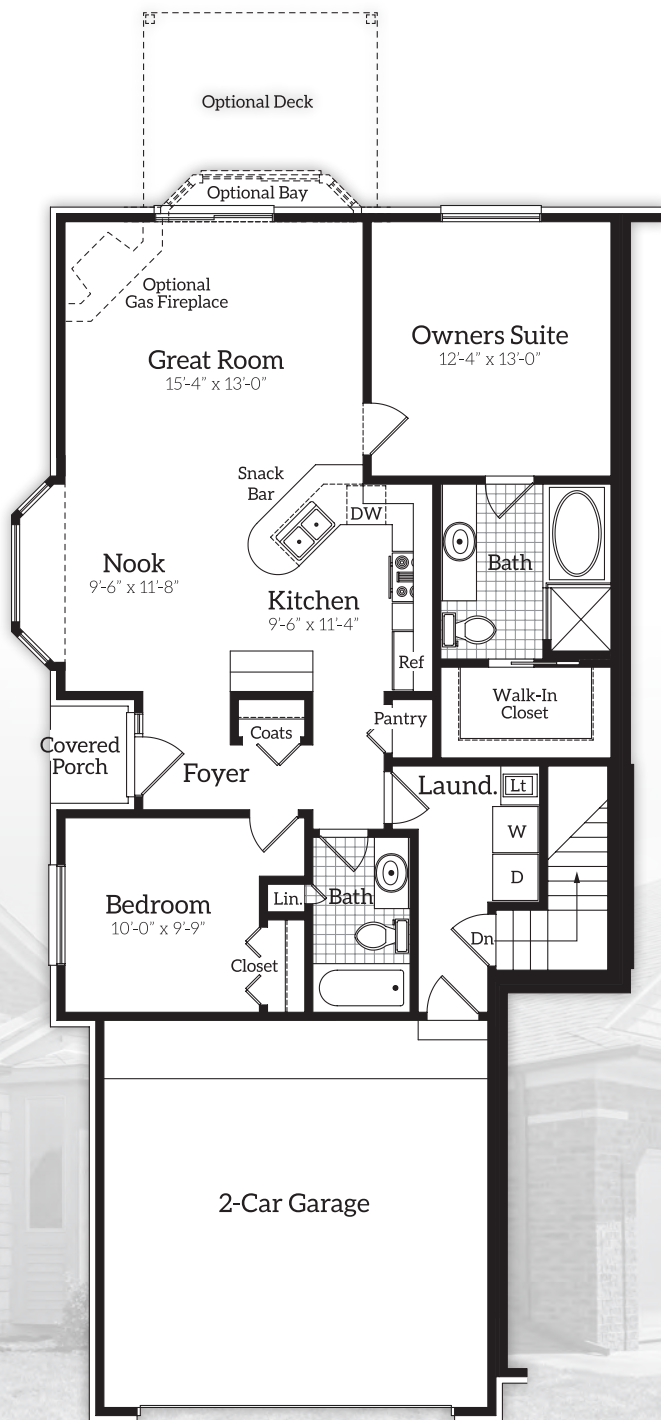 Optional Deck
Optional Bay
Optional
Gas Fireplace
Great Room
15’-4” x 13’-0”
Owners Suite
12’-4” x 13’-0”
Snack
Bar
DW
Nook
9’-6” x 11’-8”
Kitchen
9’-6” x 11’-4”
Bath
Ref
Walk-In
Closet
Pantry
Coats
Covered
Porch
Foyer
Laund.
Lt
W
D
Bedroom
10’-0” x 9’-9”
Lin.
Bath
Dn
Closet
2-Car Garage